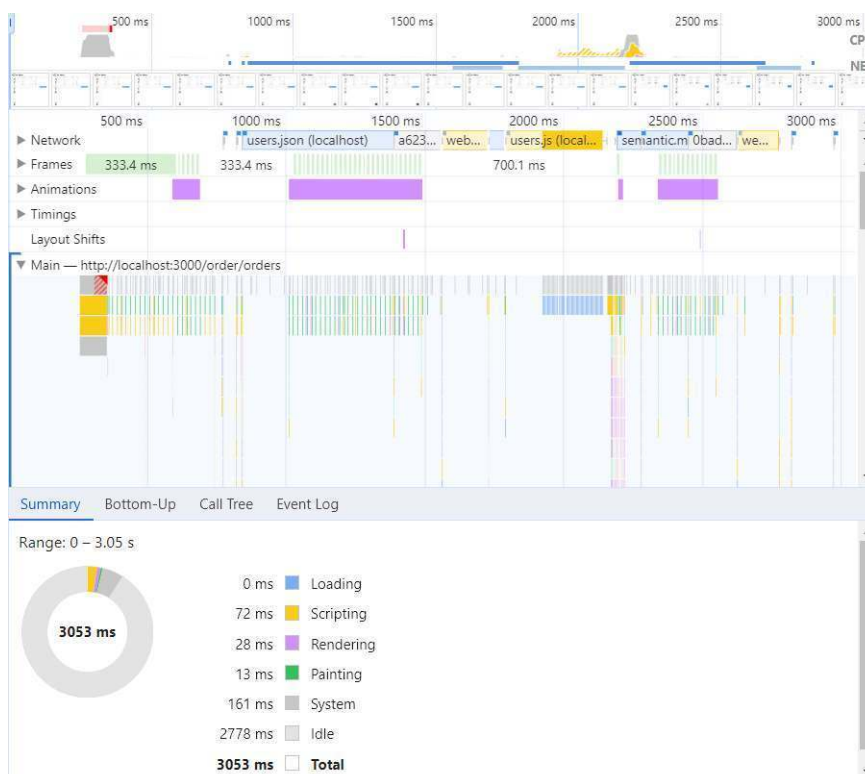 500 ms 1000 ms 1500 ms 2000 ms 2500 ms 3000 ms
CP
NE
500 ms 1000 ms 1500 ms 2000 ms 2500 ms 3000 ms
Network users.json (localhost) a623... web... users.js (local... semantic.m 0bad... we...
Frames 333.4 ms 333.4 ms 700.1 ms
Animations
Timings
Layout Shifts
Main — http://localhost:3000/order/orders
Summary Bottom-Up Call Tree Event Log
Range: 0 – 3.05 s
3053 ms
0 ms Loading
72 ms Scripting
28 ms Rendering
13 ms Painting
161 ms System
2778 ms Idle
3053 ms Total